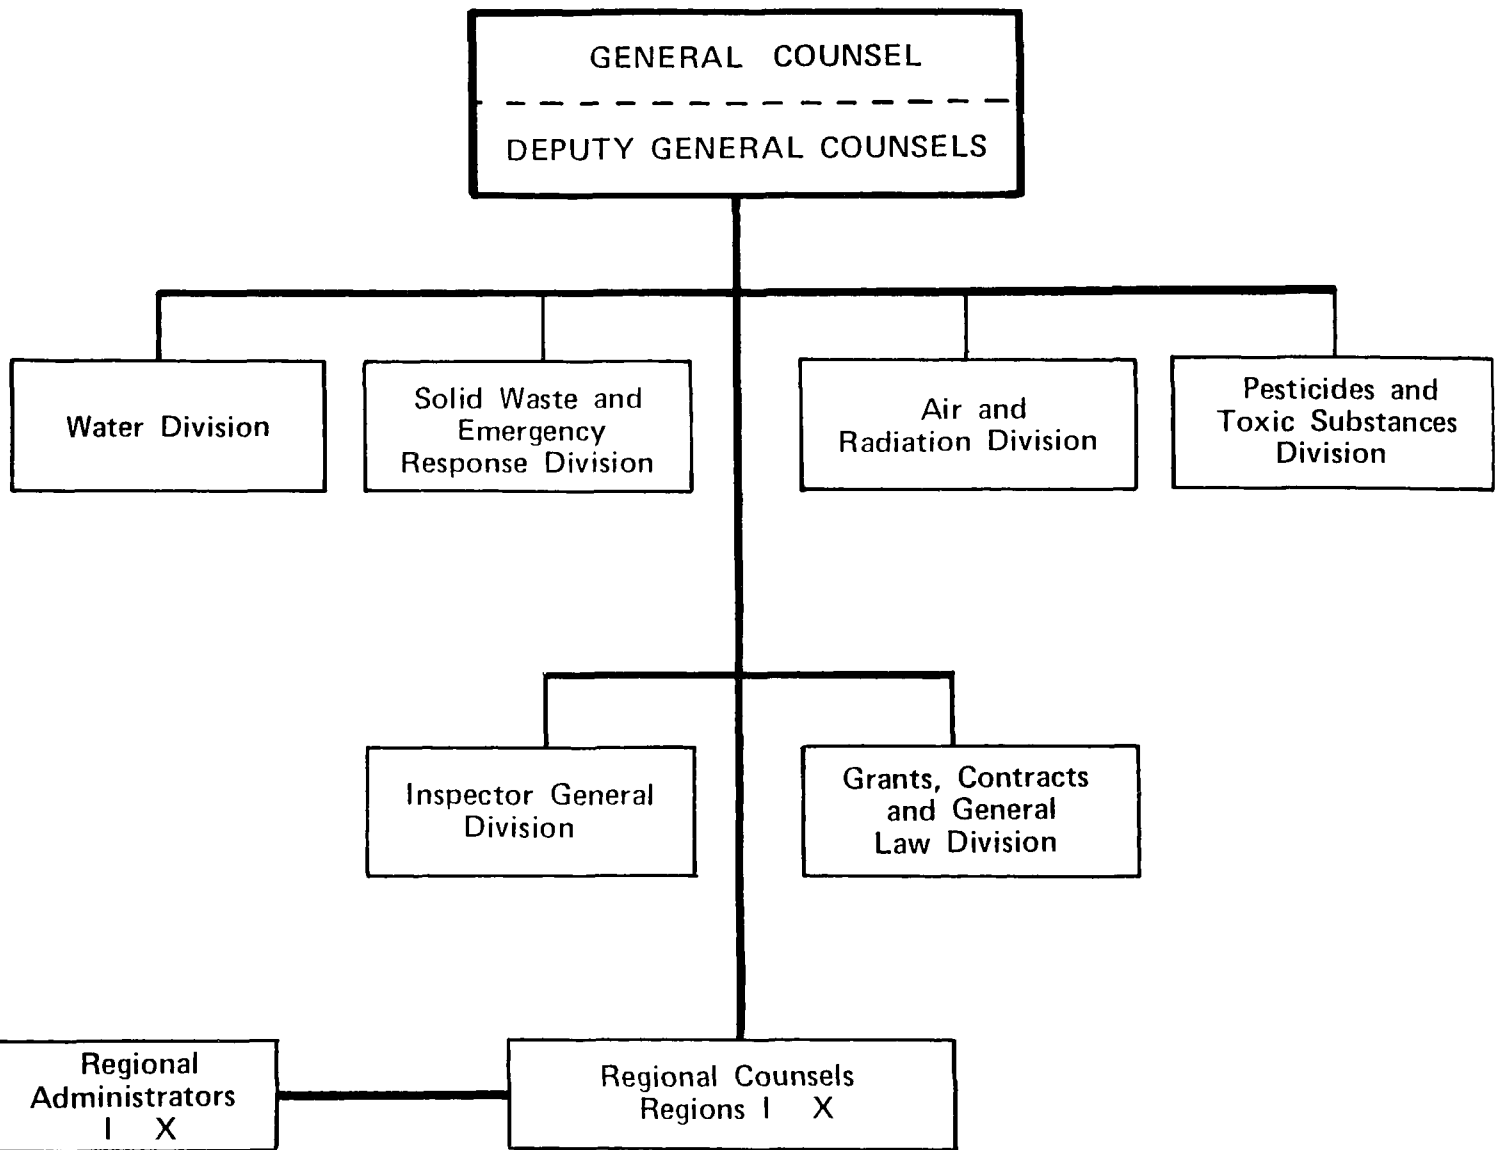 GENERAL COUNSEL
DEPUTY GENERAL COUNSELS
Water Division
Solid Waste and
Emergency
Response Division
Air and
Radiation Division
Pesticides and
Toxic Substances
Division
Inspector General
Division
Grants, Contracts
and General
Law Division
Regional
Administrators
I X
Regional Counsels
Regions I X